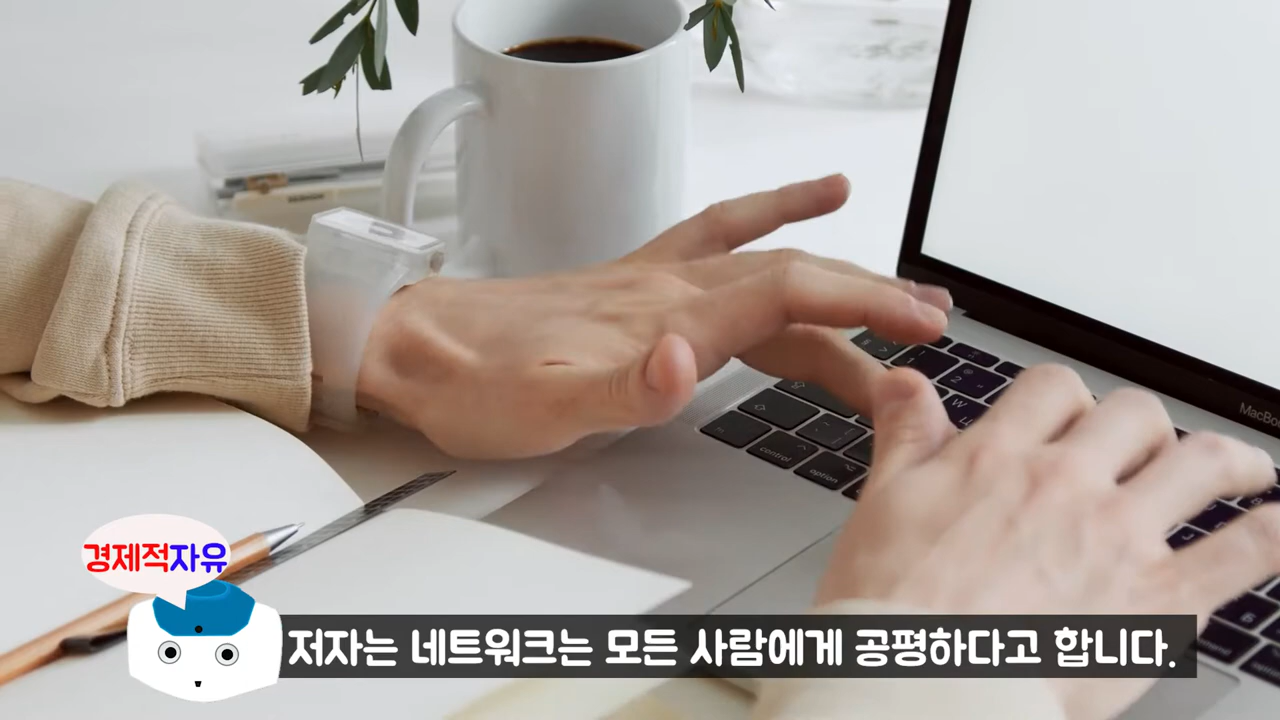 MacBo
control
option
경제적자유
저자는 네트워크는 모든 사람에게 공평하다고 합니다.